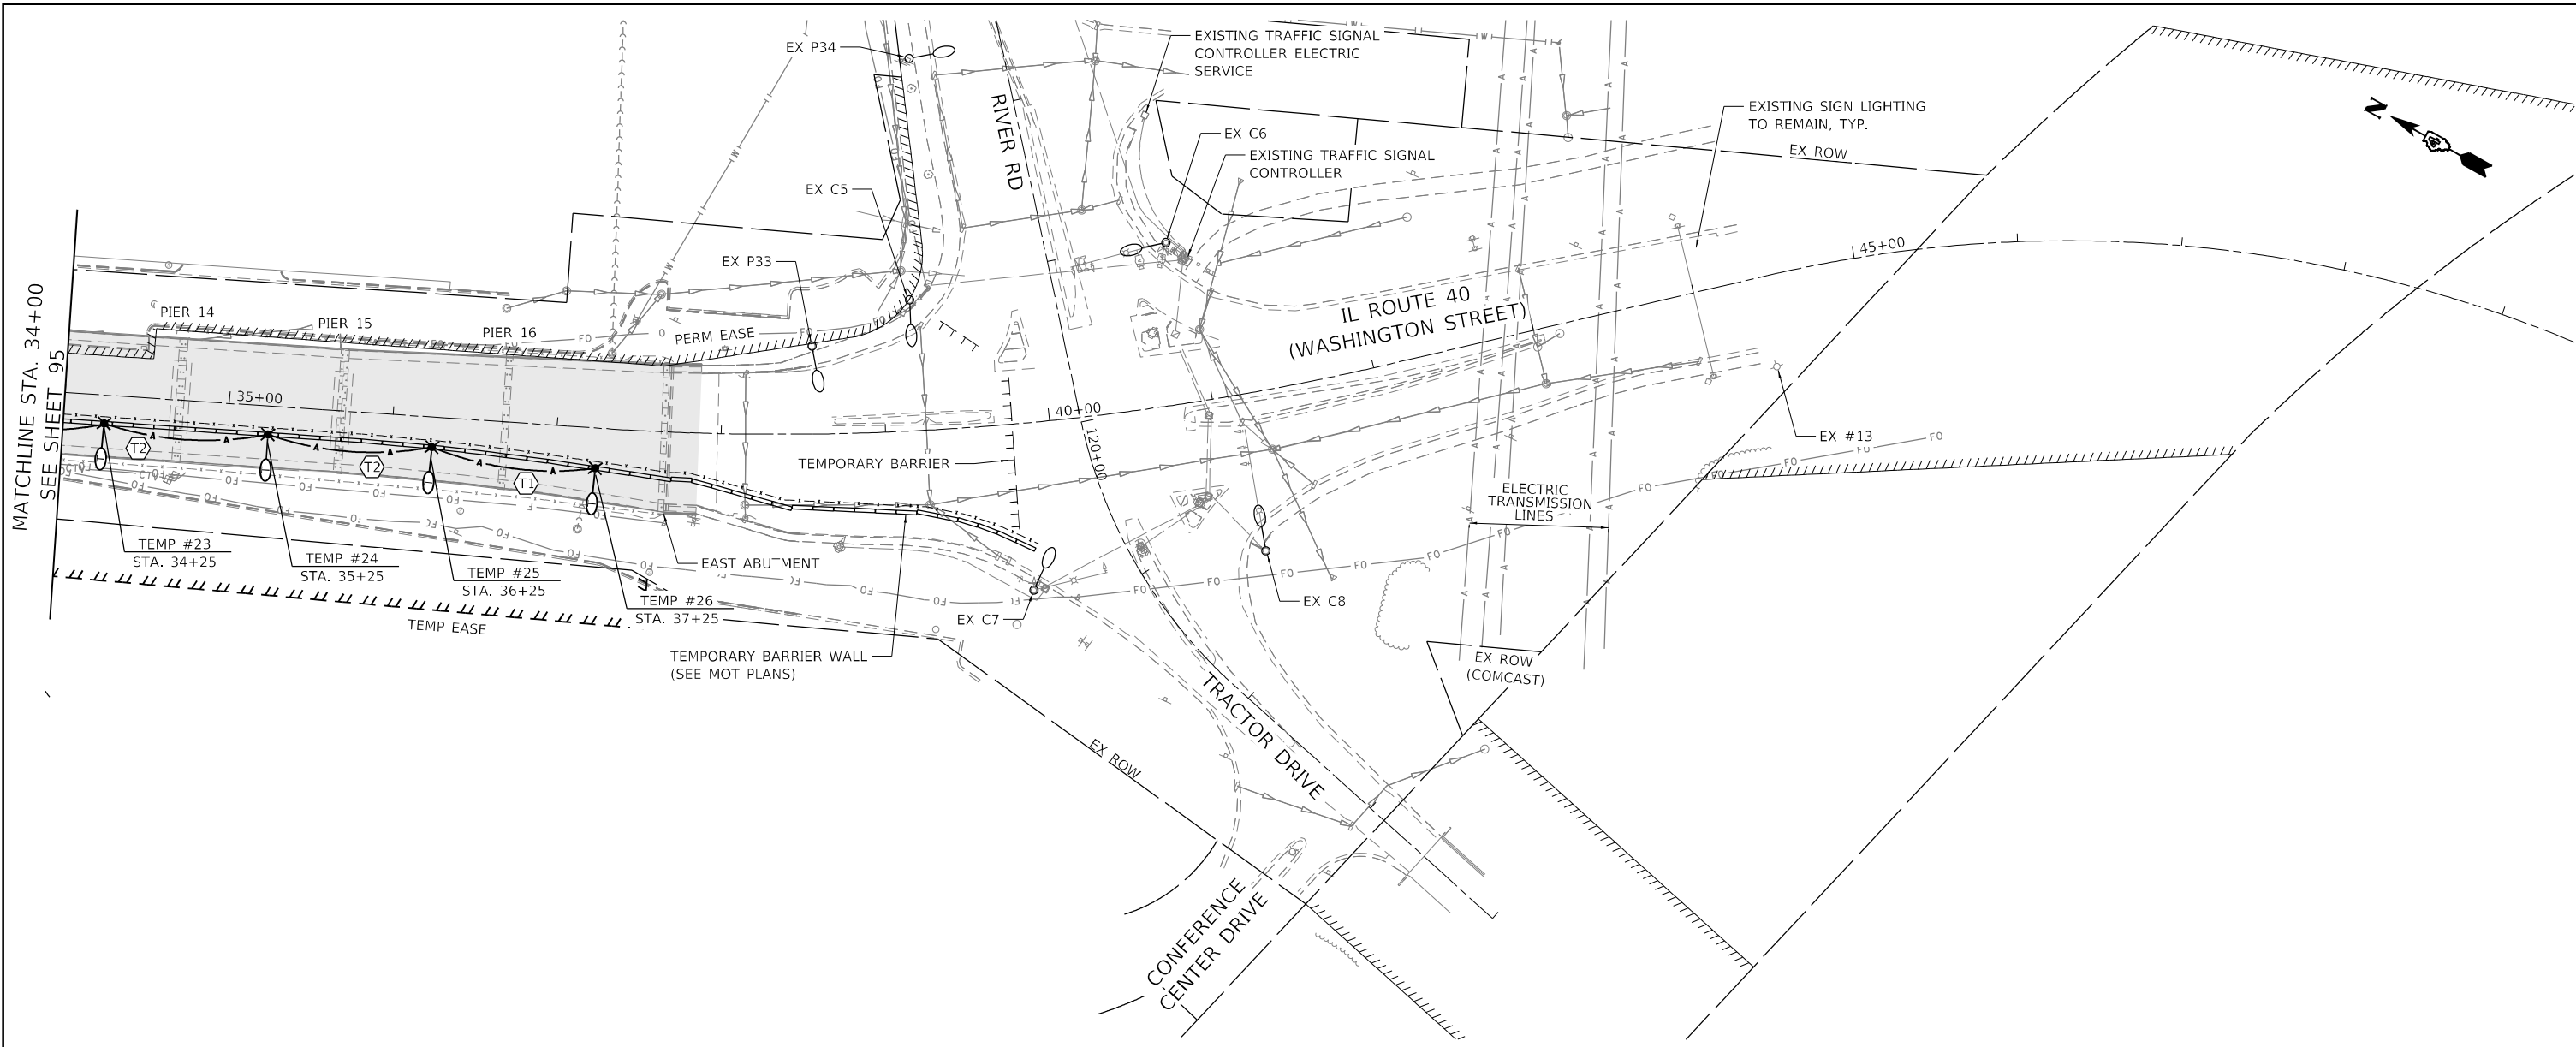 EX P34
EXISTING TRAFFIC SIGNAL
CONTROLLER ELECTRIC
SERVICE
RIVER RD
EXISTING SIGN LIGHTING
TO REMAIN, TYP.
N
EX C6
EXISTING TRAFFIC SIGNAL
CONTROLLER
EX ROW
EX C5
EX P33
45+00
MATCHLINE STA. 34+00
SEE SHEET 95
PIER 14
PIER 15
PIER 16
PERM EASE
IL ROUTE 40
(WASHINGTON STREET)
35+00
40+00
120+00
T2
T2
T1
TEMPORARY BARRIER
EX #13
ELECTRIC
TRANSMISSION
LINES
TEMP #23
STA. 34+25
TEMP #24
STA. 35+25
TEMP #25
STA. 36+25
TEMP #26
STA. 37+25
EAST ABUTMENT
EX C7
EX C8
TEMP EASE
TEMPORARY BARRIER WALL
(SEE MOT PLANS)
EX ROW
(COMCAST)
TRACTOR DRIVE
EX ROW
CONFERENCE
CENTER DRIVE